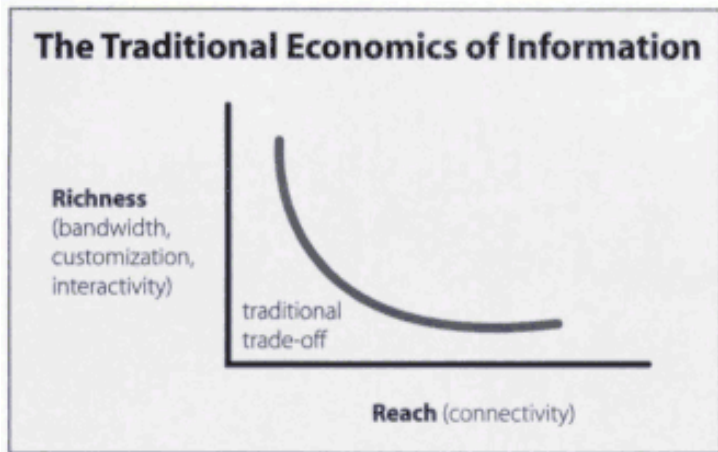 The Traditional Economics of Information
Richness
(bandwidth,
customization,
interactivity)
traditional
trade-off
Reach (connectivity)